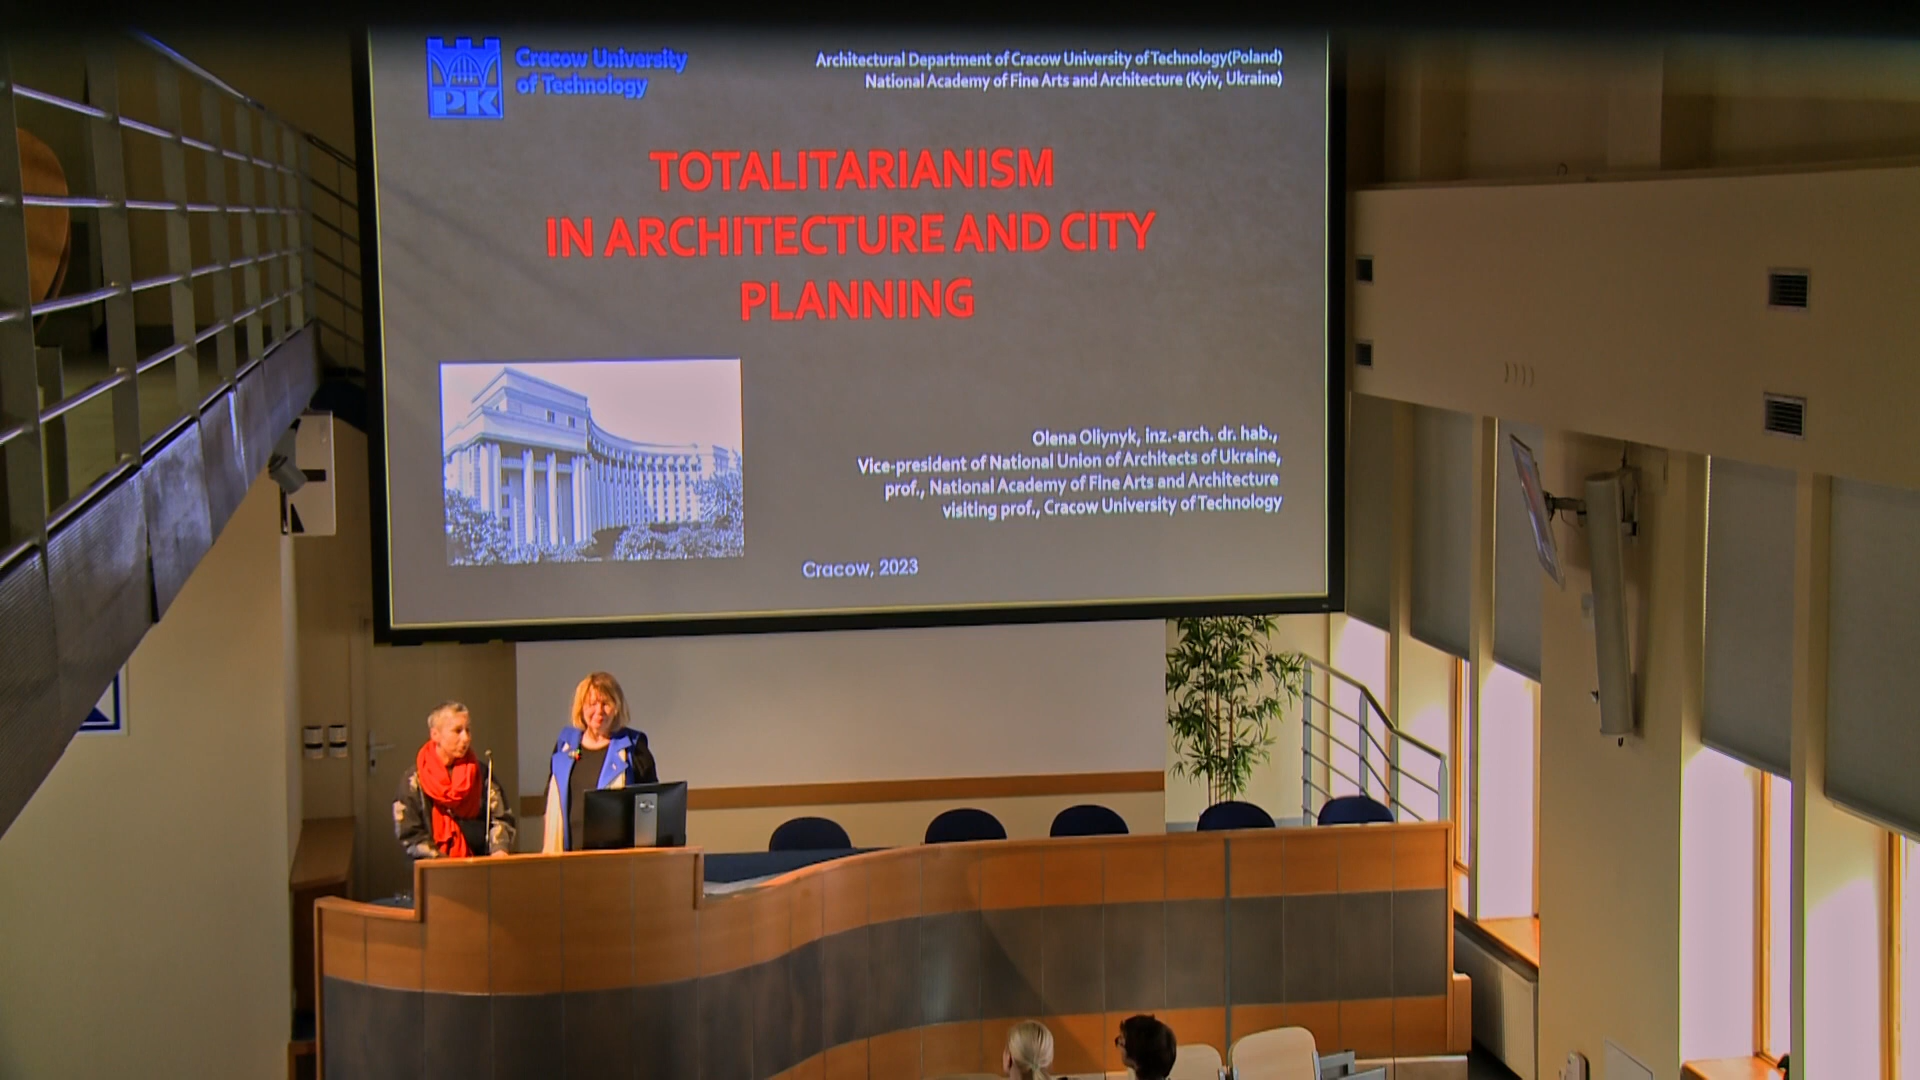 Cracow University
of Technology
PK
Architectural Department of Cracow University of Technology(Poland)
National Academy of Fine Arts and Architecture (Kyiv, Ukraine)
TOTALITARIANISM
IN ARCHITECTURE AND CITY
PLANNING
Olena Oliynyk, inz.-arch. dr. hab.,
Vice-president of National Union of Architects of Ukraine,
prof., National Academy of Fine Arts and Architecture
visiting prof., Cracow University of Technology
Cracow, 2023